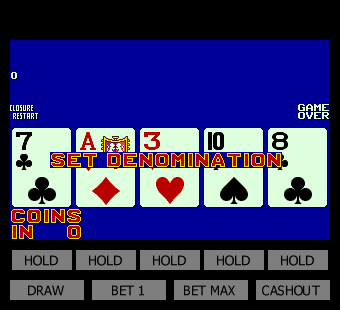 0
CLOSURE
RESTART
GAME
OVER
7 A 3 10 8
SET DENOMINATION
COINS
IN 0
HOLD HOLD HOLD HOLD HOLD
DRAW BET 1 BET MAX CASHOUT